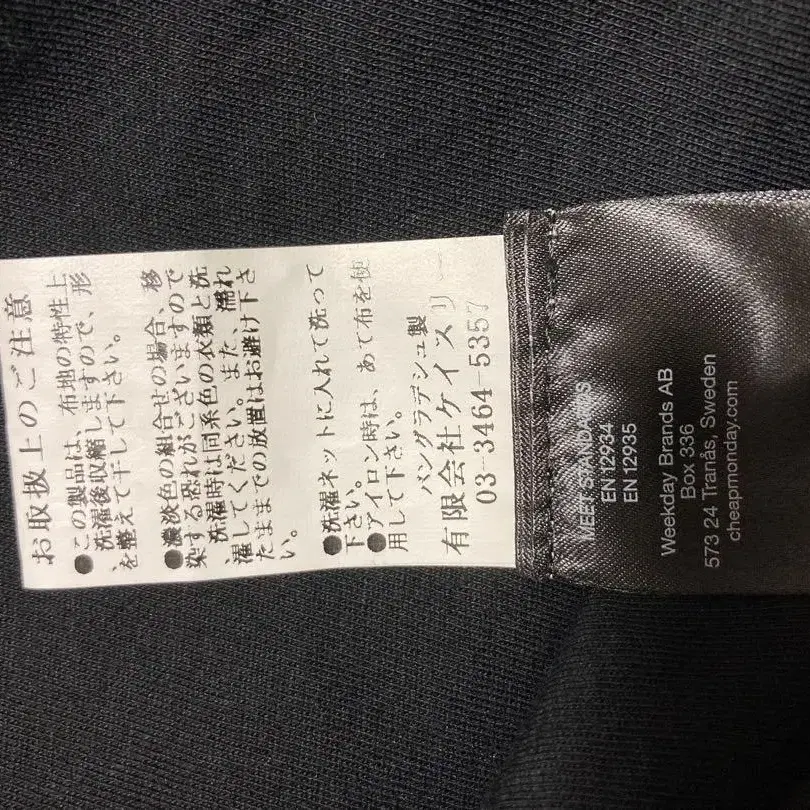 お取扱上のご注意
●この製品は、布地の特性上
、洗濯後収縮しますので、形
を整えて干して下さい。
●濃淡色の組合せの場合、移
染する恐れがございますので
洗濯時は同系色の衣類と洗
濯してください。また、濡れ
たままでの放置はお避け下さ
い。
●洗濯ネットに入れて洗って
下さい。
●アイロン時は、あて布を使
用して下さい。
バングラデシュ製
有限会社ケイスリー
03-3464-5357
MEET STANDARDS
EN 12934
EN 12935
Weekday Brands AB
Box 336
573 24 Tranås, Sweden
cheapmonday.com